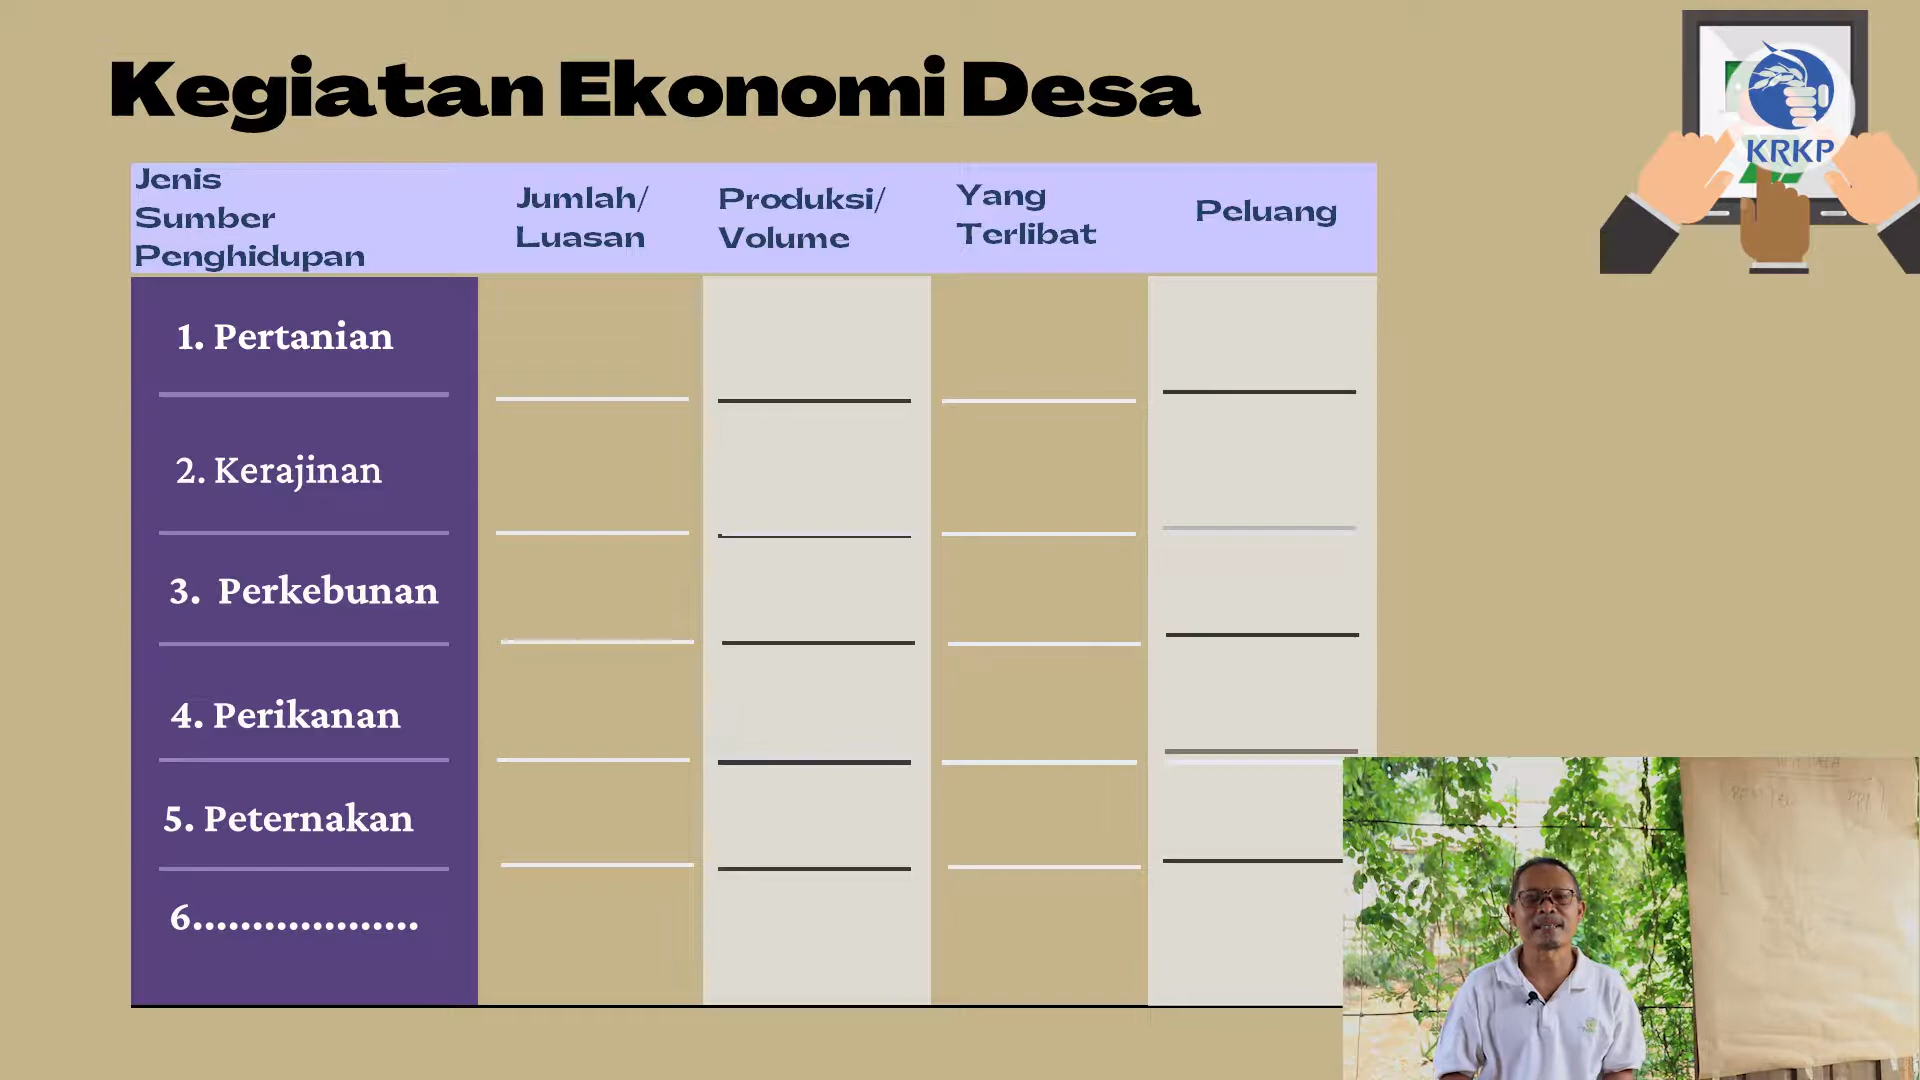 Kegiatan Ekonomi Desa
KRKP
Jenis
Sumber
Penghidupan
Jumlah/
Luasan
Produksi/
Volume
Yang
Terlibat
Peluang
1. Pertanian
2. Kerajinan
3. Perkebunan
4. Perikanan
5. Peternakan
6...................